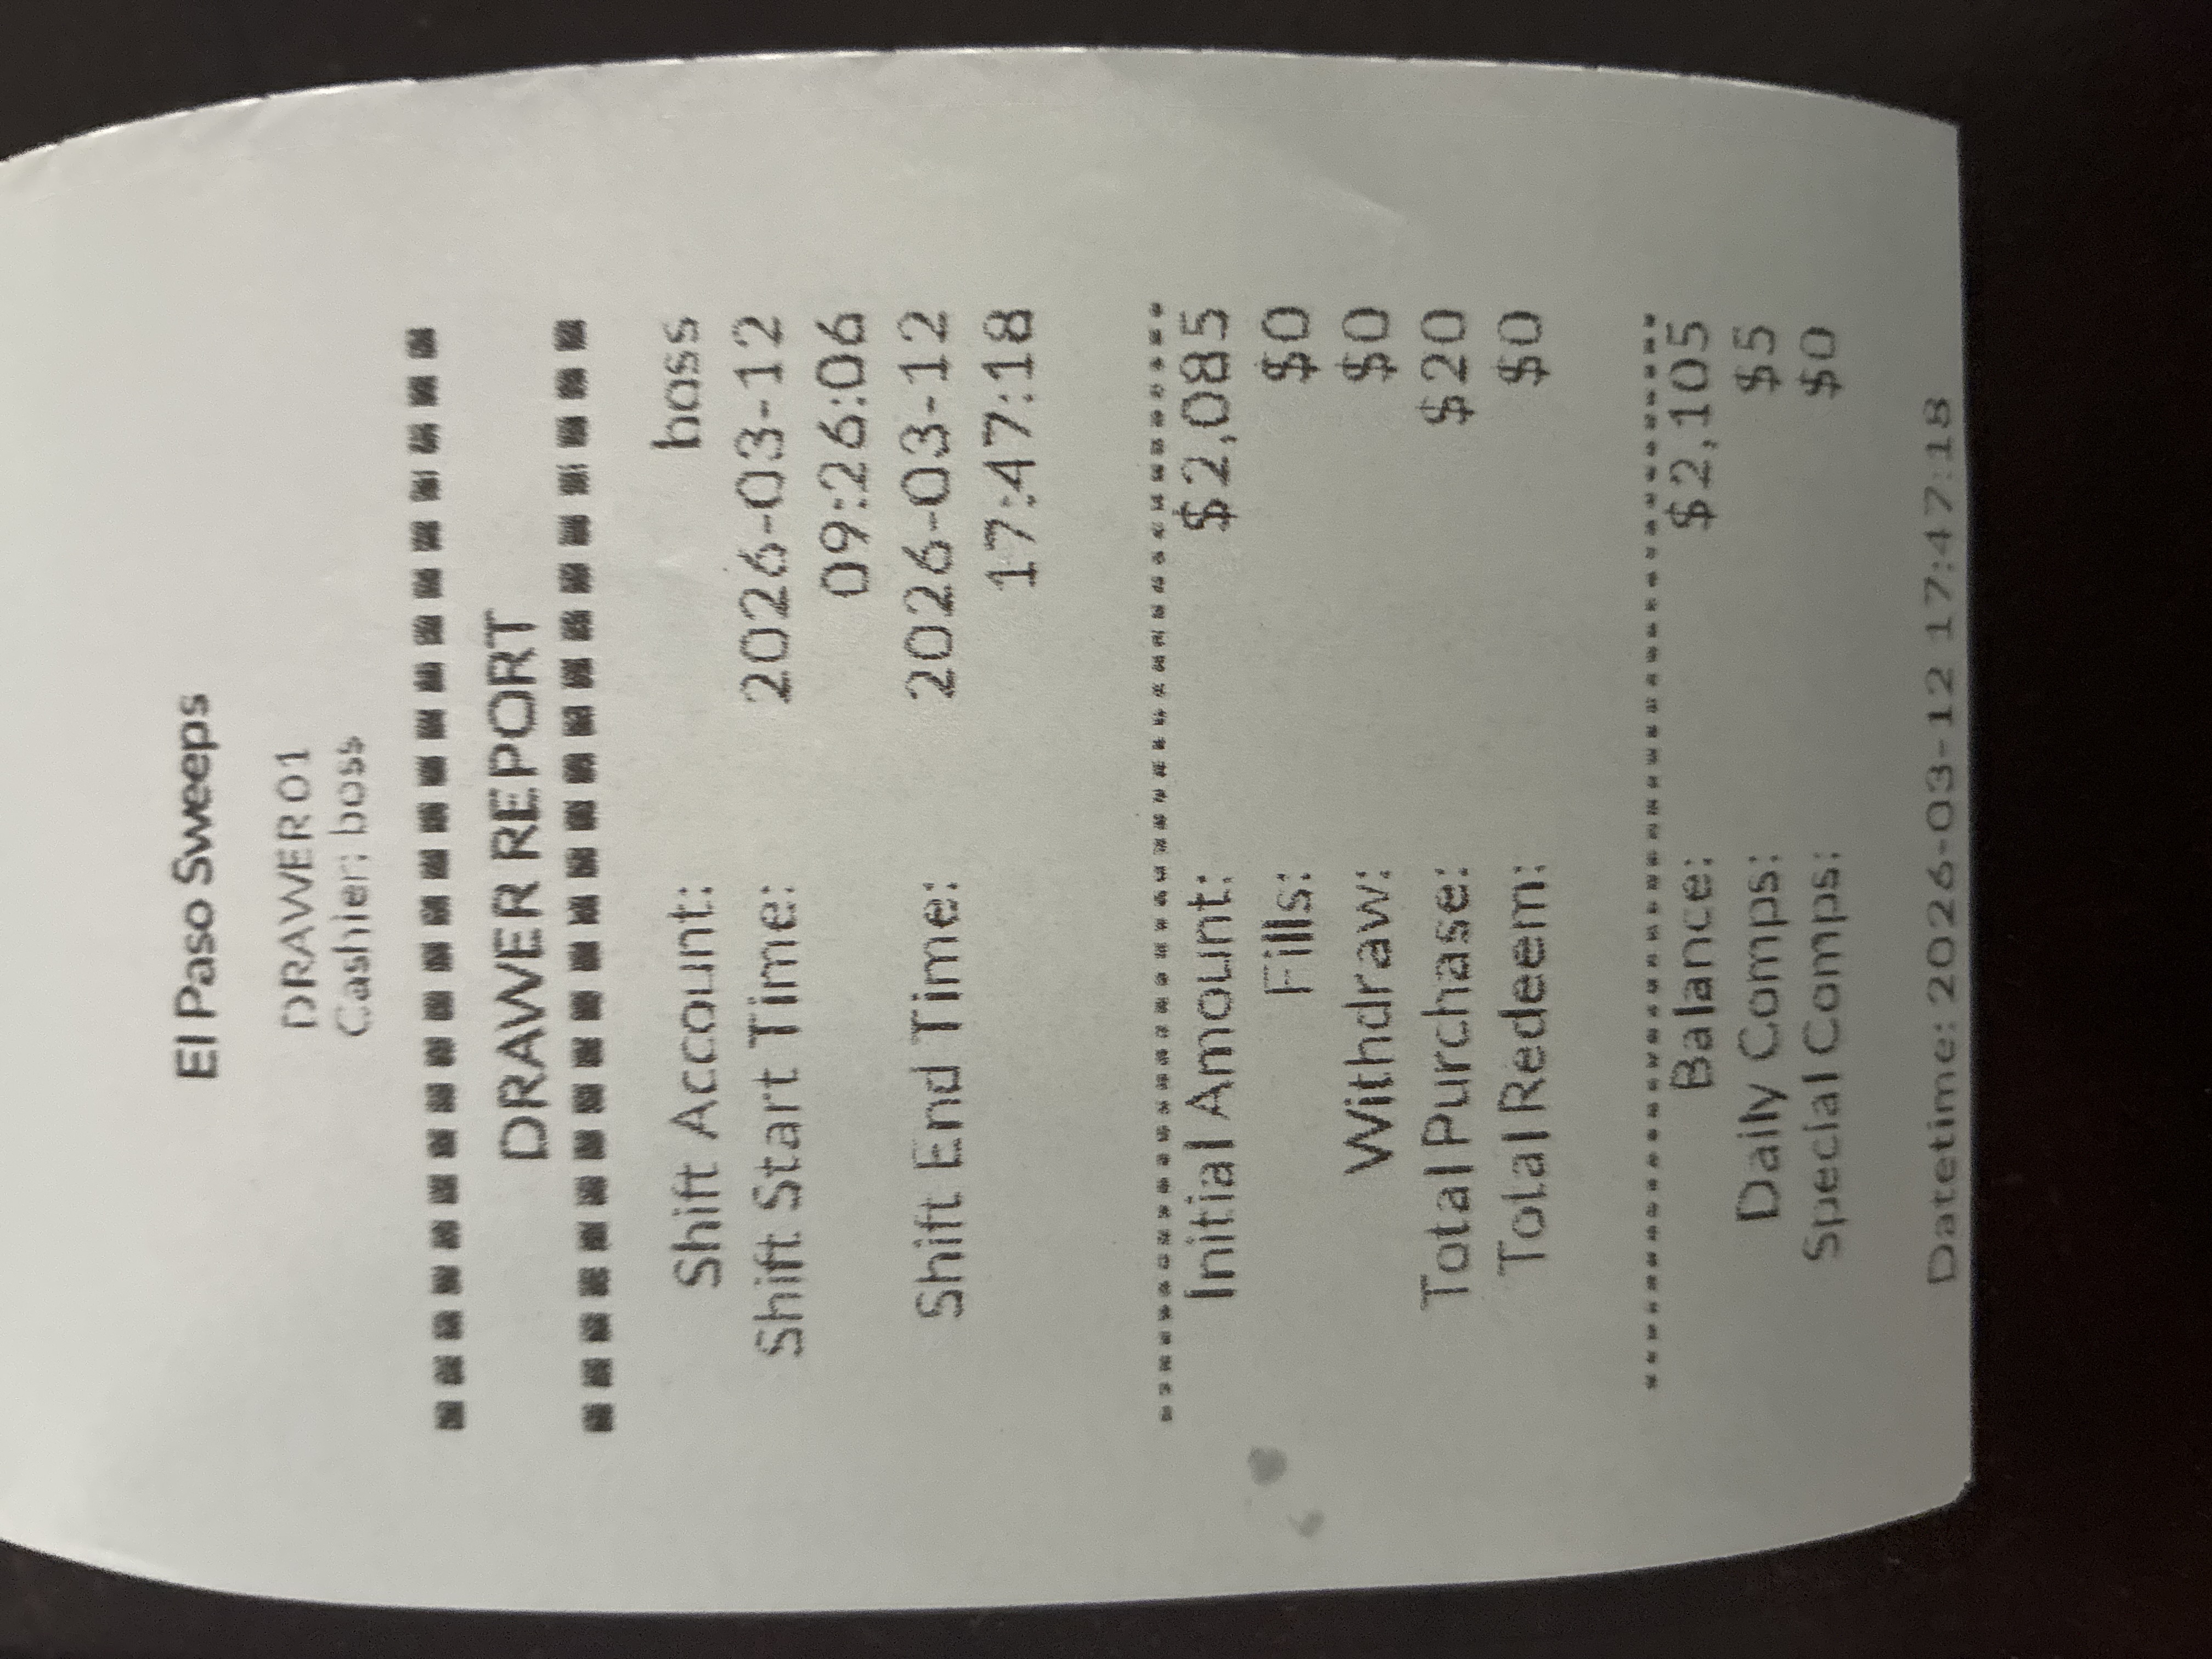 El Paso Sweeps
DRAWER01
Cashier: boss
DRAWER REPORT
Shift Account: boss
Shift Start Time: 2026-03-12
09:26:06
Shift End Time: 2026-03-12
17:47:18
Initial Amount: $2,085
Fills: $0
Withdraw: $0
Total Purchase: $20
Total Redeem: $0
Balance: $2,105
Daily Comps: $5
Special Comps: $0
Datetime: 2026-03-12 17:47:18